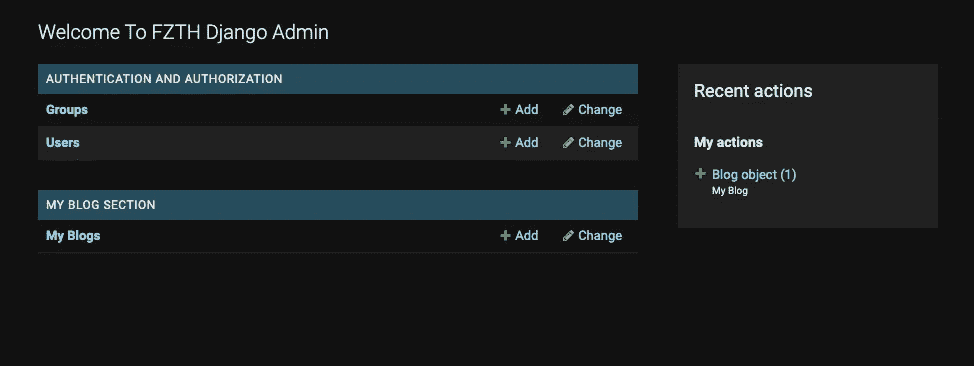 Welcome To FZTH Django Admin
AUTHENTICATION AND AUTHORIZATION
Groups Add Change
Users Add Change
MY BLOG SECTION
My Blogs Add Change
Recent actions
My actions
Blog object (1)
My Blog